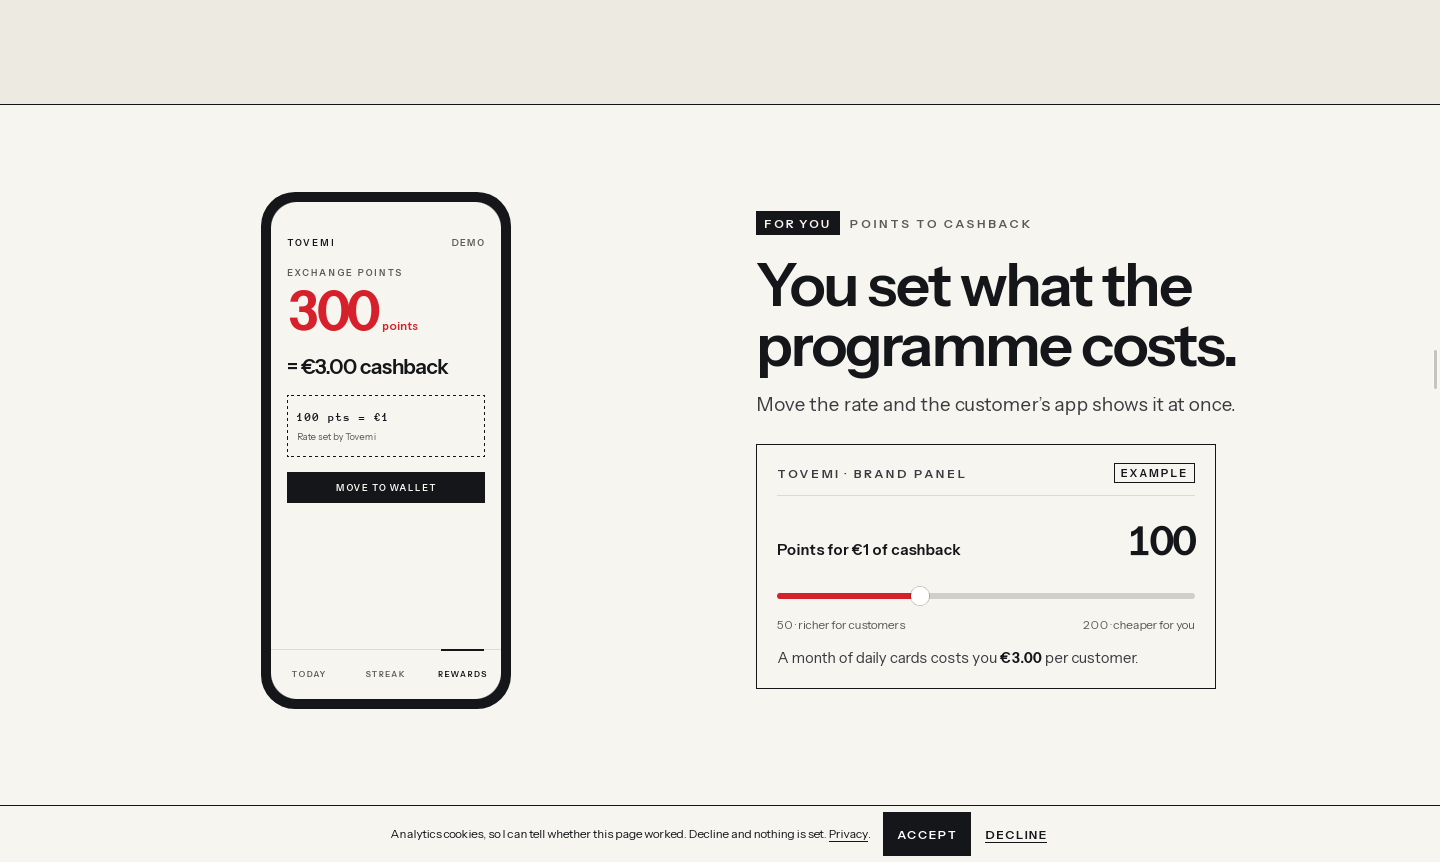 TOVEMI DEMO
EXCHANGE POINTS
300 points
= €3.00 cashback
100 pts = €1
Rate set by Tovemi
MOVE TO WALLET
TODAY STREAK REWARDS
FOR YOU POINTS TO CASHBACK
You set what the
programme costs.
Move the rate and the customer's app shows it at once.
TOVEMI · BRAND PANEL EXAMPLE
Points for €1 of cashback 100
50 · richer for customers 200 · cheaper for you
A month of daily cards costs you €3.00 per customer.
Analytics cookies, so I can tell whether this page worked. Decline and nothing is set. Privacy. ACCEPT DECLINE